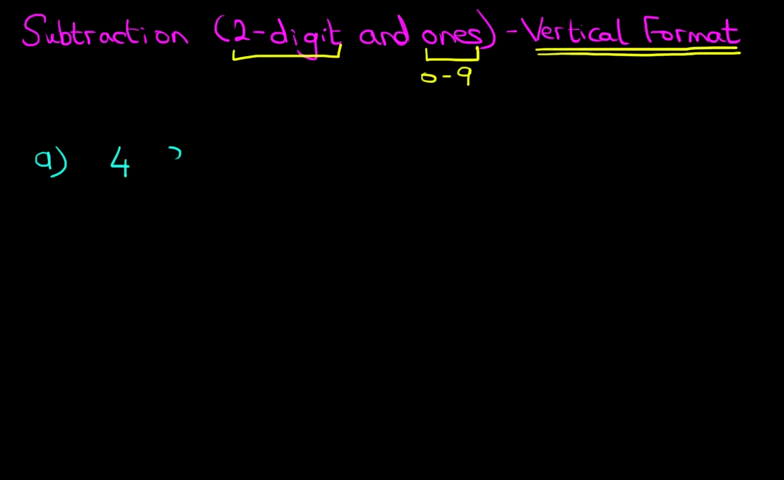 Subtraction (2-digit and ones) - Vertical Format
0-9
a) 4